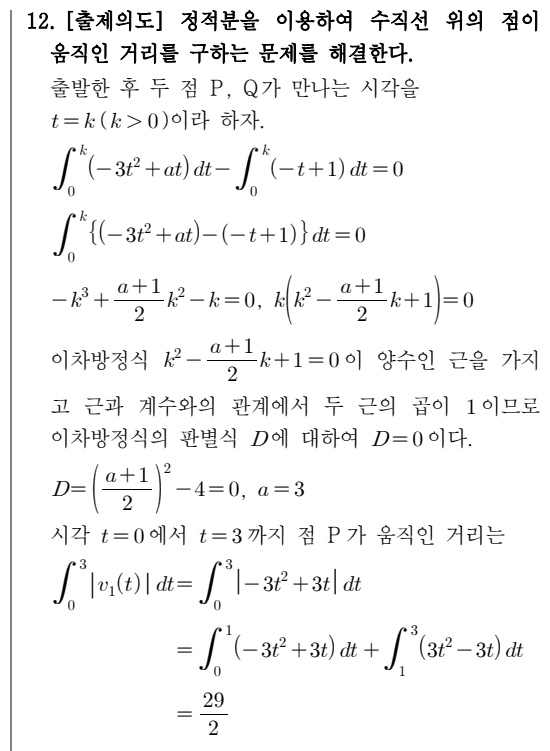 12. [출제의도] 정적분을 이용하여 수직선 위의 점이
움직인 거리를 구하는 문제를 해결한다.
출발한 후 두 점 P, Q가 만나는 시각을
t=k(k>0)이라 하자.
∫₀ᵏ(−3t²+at)dt−∫₀ᵏ(−t+1)dt=0
∫₀ᵏ{(−3t²+at)−(−t+1)}dt=0
−k³+\frac{a+1}{2}k²−k=0, k(k²−\frac{a+1}{2}k+1)=0
이차방정식 k²−\frac{a+1}{2}k+1=0이 양수인 근을 가지
고 근과 계수와의 관계에서 두 근의 곱이 1이므로
이차방정식의 판별식 D에 대하여 D=0이다.
D=(\frac{a+1}{2})²−4=0, a=3
시각 t=0에서 t=3까지 점 P가 움직인 거리는
∫₀³|v₁(t)|dt=∫₀³|−3t²+3t|dt
=∫₀¹(−3t²+3t)dt+∫₁³(3t²−3t)dt
=\frac{29}{2}